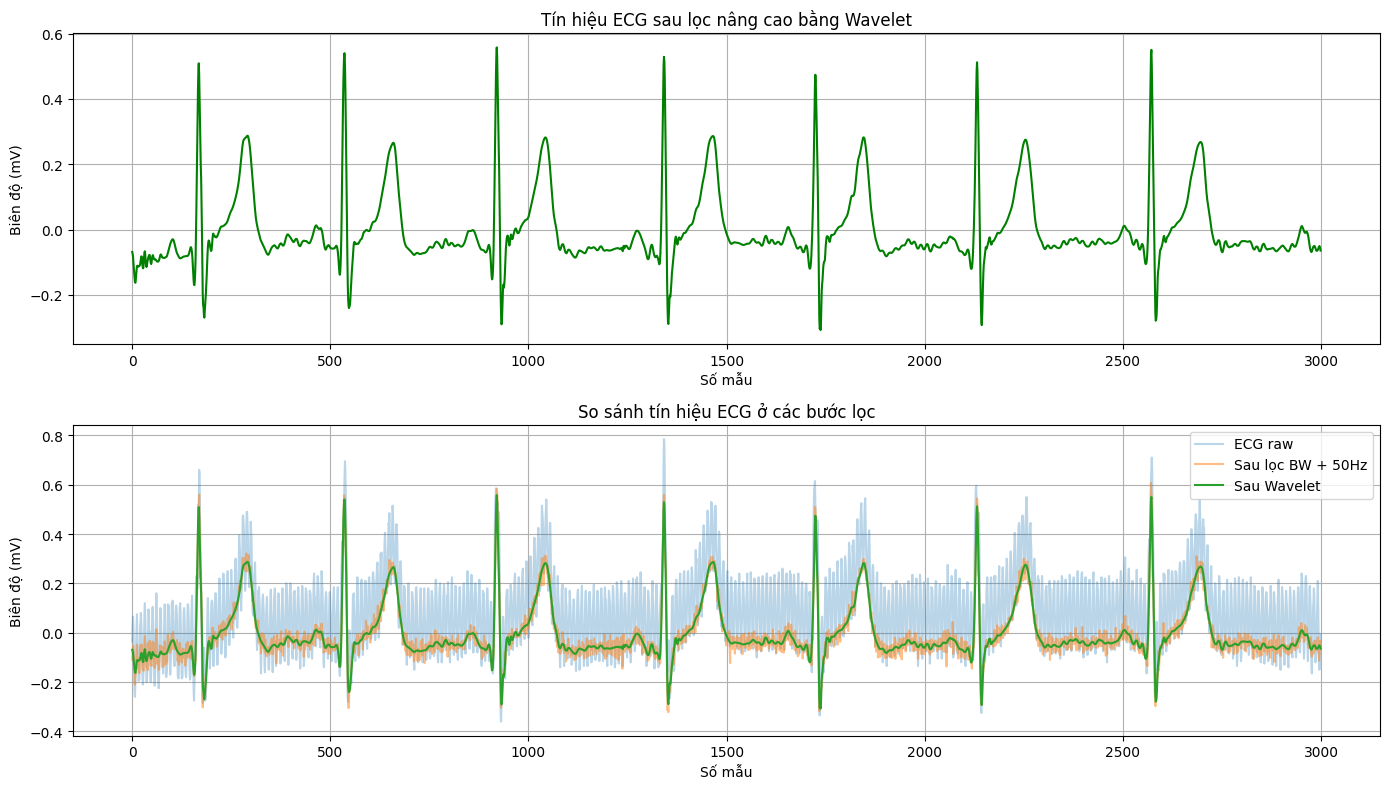 Tín hiệu ECG sau lọc nâng cao bằng Wavelet
Biên độ (mV)
0.6
0.4
0.2
0.0
−0.2
0 500 1000 1500 2000 2500 3000
Số mẫu
So sánh tín hiệu ECG ở các bước lọc
Biên độ (mV)
0.8
0.6
0.4
0.2
0.0
−0.2
−0.4
ECG raw
Sau lọc BW + 50Hz
Sau Wavelet
0 500 1000 1500 2000 2500 3000
Số mẫu